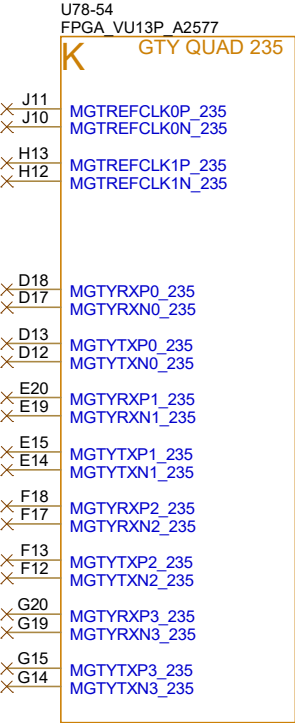 U78-54
FPGA_VU13P_A2577
K GTY QUAD 235
J11 MGTREFCLK0P_235
J10 MGTREFCLK0N_235
H13 MGTREFCLK1P_235
H12 MGTREFCLK1N_235
D18 MGTYRXP0_235
D17 MGTYRXN0_235
D13 MGTYTXP0_235
D12 MGTYTXN0_235
E20 MGTYRXP1_235
E19 MGTYRXN1_235
E15 MGTYTXP1_235
E14 MGTYTXN1_235
F18 MGTYRXP2_235
F17 MGTYRXN2_235
F13 MGTYTXP2_235
F12 MGTYTXN2_235
G20 MGTYRXP3_235
G19 MGTYRXN3_235
G15 MGTYTXP3_235
G14 MGTYTXN3_235